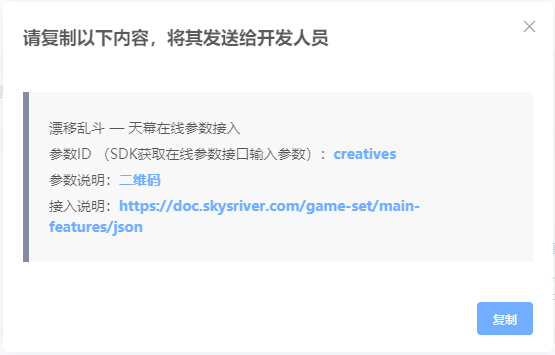 请复制以下内容，将其发送给开发人员
漂移乱斗 — 天幕在线参数接入
参数ID （SDK获取在线参数接口输入参数）：creatives
参数说明：二维码
接入说明：https://doc.skysriver.com/game-set/main-
features/json
复制